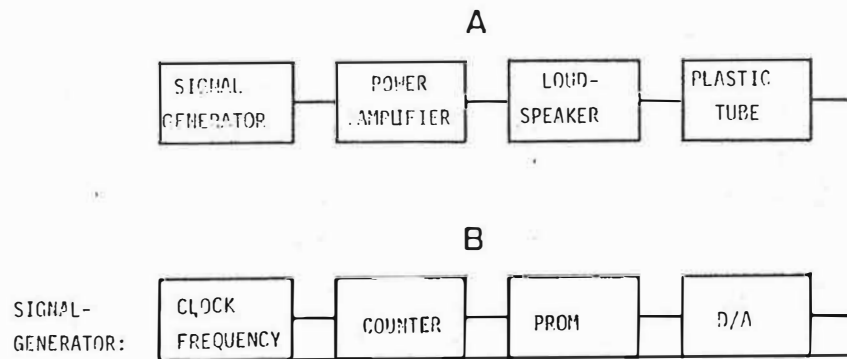 A
SIGNAL
GENERATOR
POWER
AMPLIFIER
LOUD-
SPEAKER
PLASTIC
TUBE
B
SIGNAL-
GENERATOR:
CLOCK
FREQUENCY
COUNTER
PROM
D/A